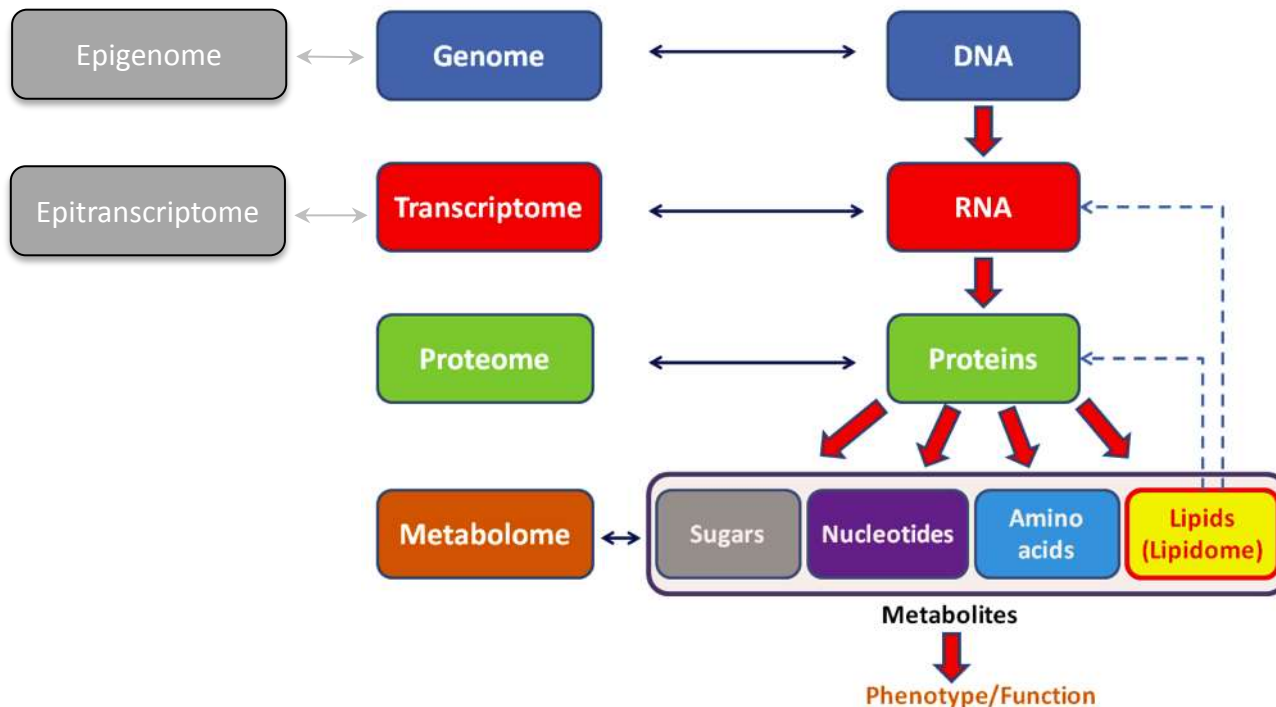 Epigenome
Genome
DNA
Epitranscriptome
Transcriptome
RNA
Proteome
Proteins
Metabolome
Sugars
Nucleotides
Amino
acids
Lipids
(Lipidome)
Metabolites
Phenotype/Function